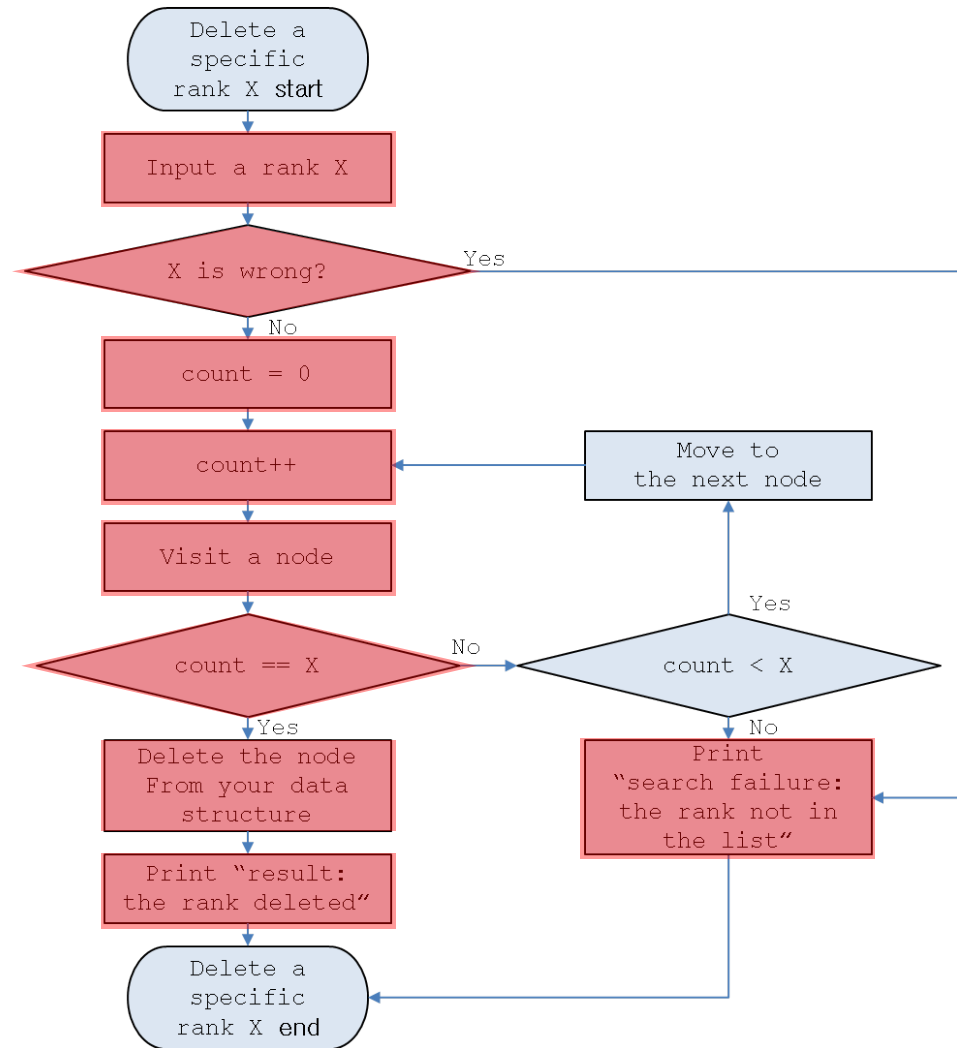 Delete a
specific
rank X start
Input a rank X
X is wrong?
Yes
No
count = 0
count++
Move to
the next node
Visit a node
Yes
count == X
No
count < X
Yes
No
Delete the node
From your data
structure
Print
“search failure:
the rank not in
the list”
Print “result:
the rank deleted”
Delete a
specific
rank X end